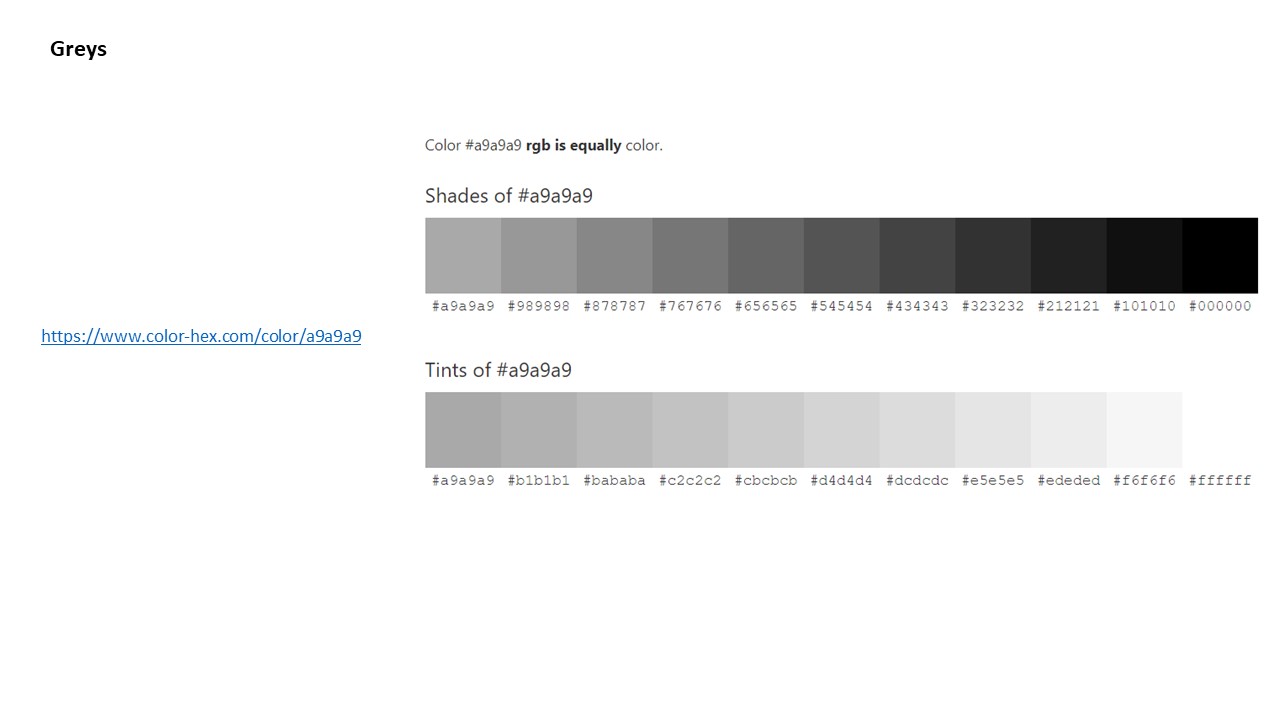 Greys
Color #a9a9a9 rgb is equally color.
Shades of #a9a9a9
#a9a9a9 #989898 #878787 #767676 #656565 #545454 #434343 #323232 #212121 #101010 #000000
https://www.color-hex.com/color/a9a9a9
Tints of #a9a9a9
#a9a9a9 #b1b1b1 #bababa #c2c2c2 #cbcbcb #d4d4d4 #dcdcdc #e5e5e5 #ededed #f6f6f6 #ffffff